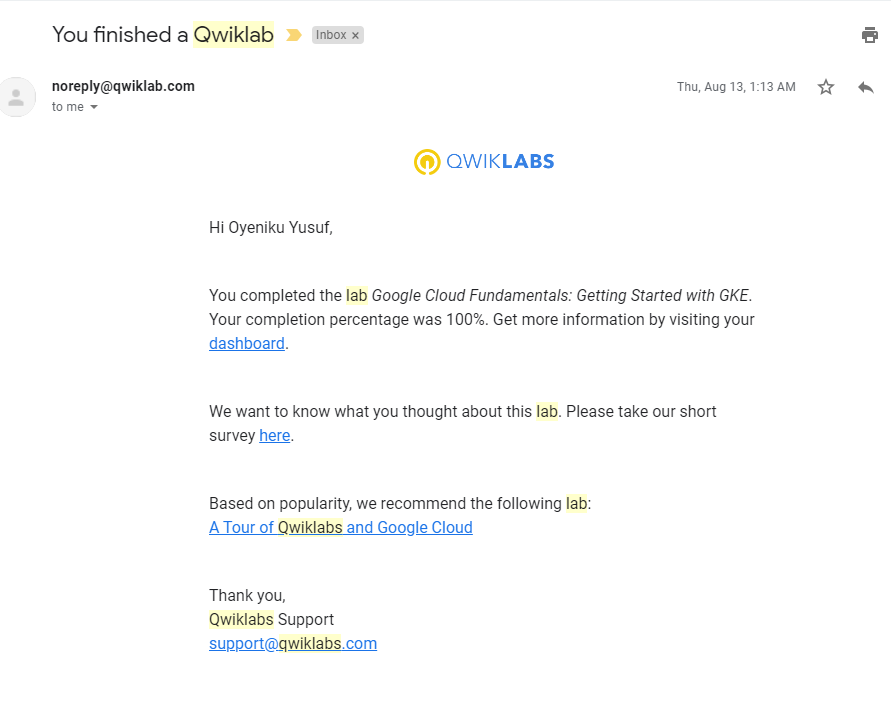 You finished a Qwiklab Inbox ×
noreply@qwiklab.com Thu, Aug 13, 1:13 AM
to me
QWIKLABS
Hi Oyeniku Yusuf,
You completed the lab Google Cloud Fundamentals: Getting Started with GKE.
Your completion percentage was 100%. Get more information by visiting your
dashboard.
We want to know what you thought about this lab. Please take our short
survey here.
Based on popularity, we recommend the following lab:
A Tour of Qwiklabs and Google Cloud
Thank you,
Qwiklabs Support
support@qwiklabs.com